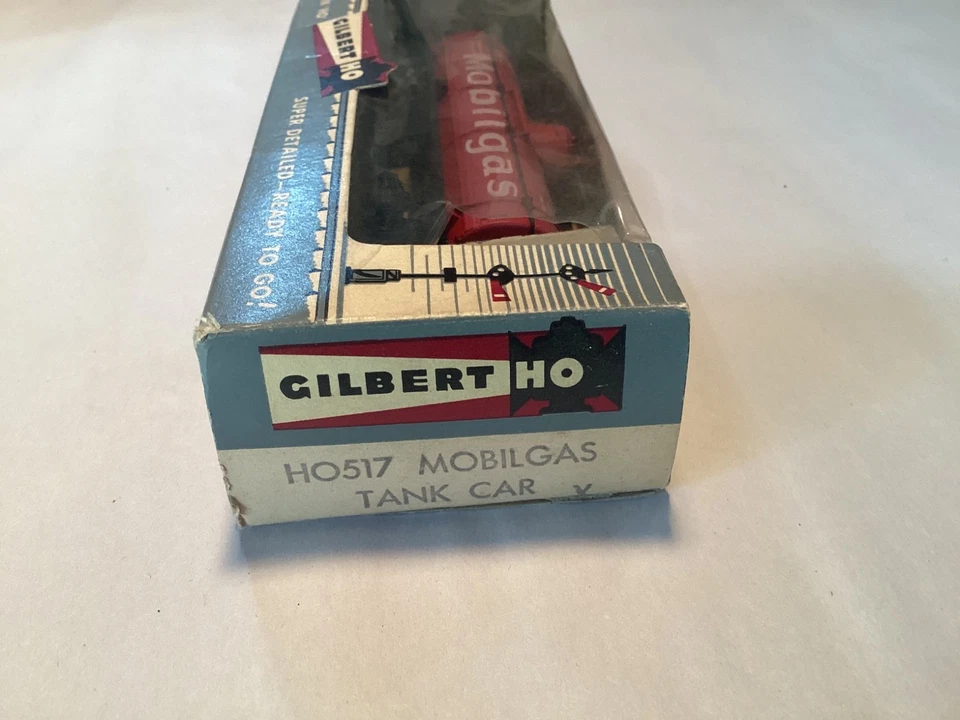 GILBERT HO
SUPER DETAILED—READY TO GO!
Mobilgas
GILBERT HO
HO517 MOBILGAS
TANK CAR